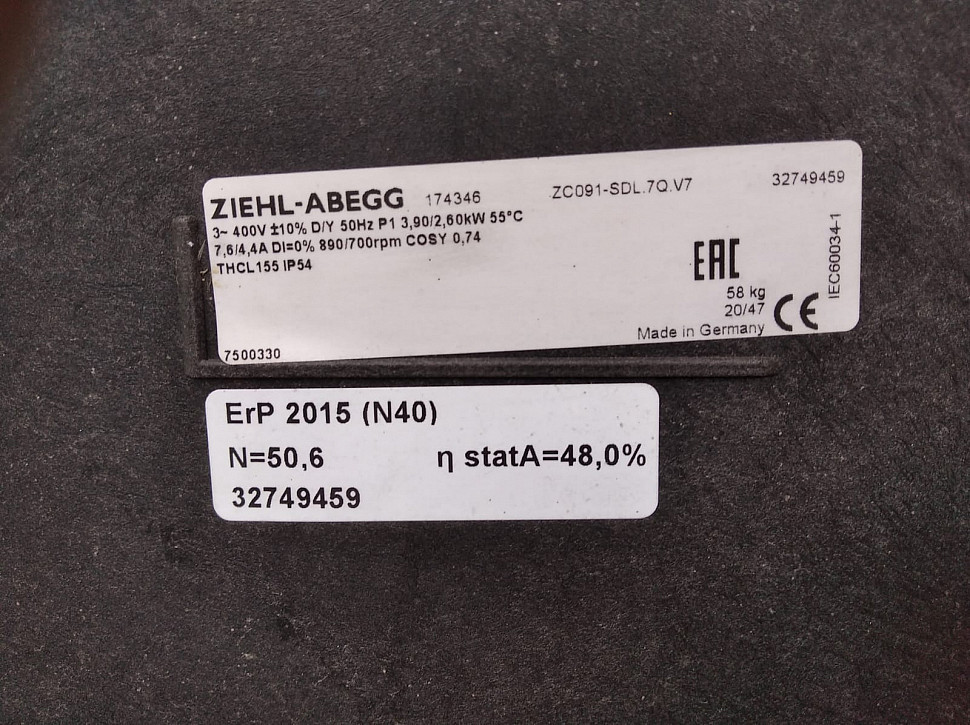 ZIEHL-ABEGG 174346 ZC091-SDL.7Q.V7 32749459
3~ 400V ±10% D/Y 50Hz P1 3,90/2,60kW 55°C
7,6/4,4A DI=0% 890/700rpm COSY 0,74
THCL155 IP54
EAC
IEC60034-1
58 kg
20/47
CE
Made in Germany
7500330
ErP 2015 (N40)
N=50,6 η statA=48,0%
32749459